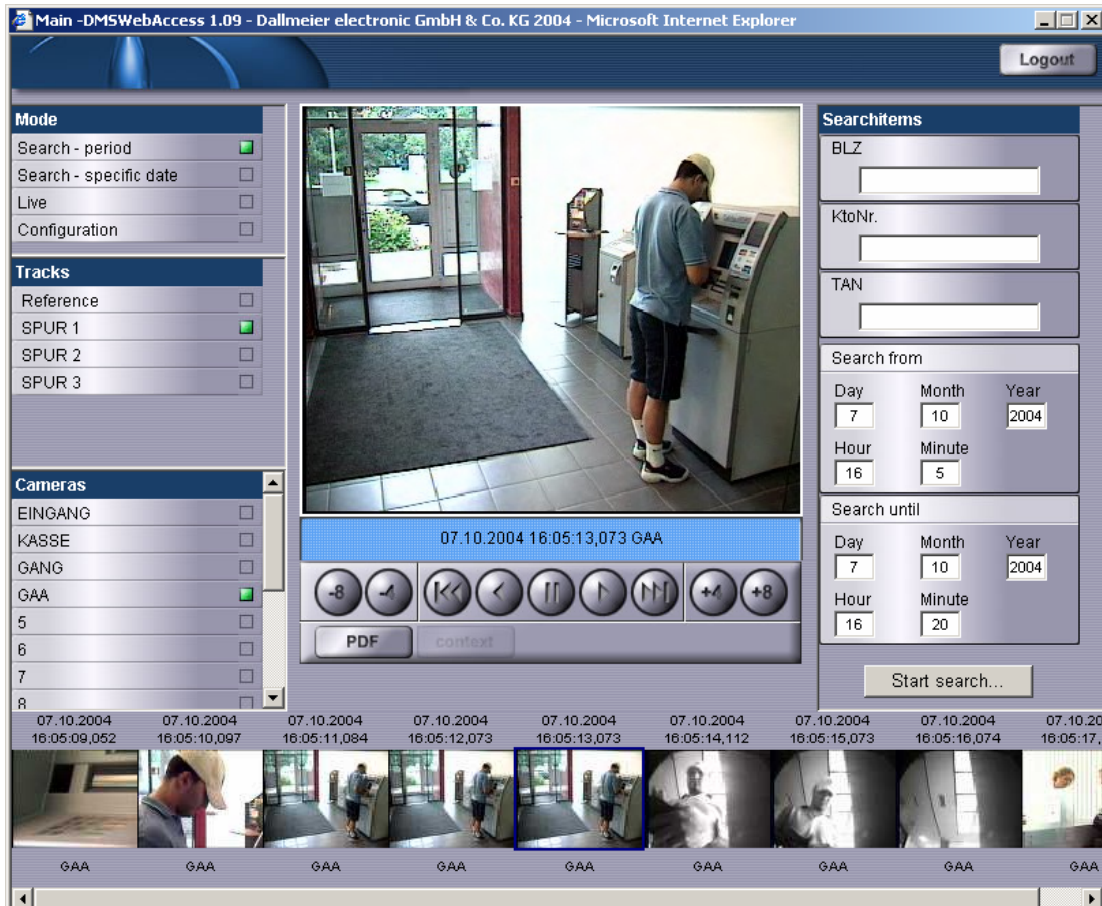 Main -DMSWebAccess 1.09 - Dallmeier electronic GmbH & Co. KG 2004 - Microsoft Internet Explorer
Logout
Mode
Search - period
Search - specific date
Live
Configuration
Tracks
Reference
SPUR 1
SPUR 2
SPUR 3
Cameras
EINGANG
KASSE
GANG
GAA
5
6
7
8
07.10.2004 16:05:13,073 GAA
-8 -4 +4 +8
PDF context
Searchitems
BLZ
KtoNr.
TAN
Search from
Day Month Year
7 10 2004
Hour Minute
16 5
Search until
Day Month Year
7 10 2004
Hour Minute
16 20
Start search...
07.10.2004 07.10.2004 07.10.2004 07.10.2004 07.10.2004 07.10.2004 07.10.2004 07.10.2004 07.10.20
16:05:09,052 16:05:10,097 16:05:11,084 16:05:12,073 16:05:13,073 16:05:14,112 16:05:15,073 16:05:16,074 16:05:17,
GAA GAA GAA GAA GAA GAA GAA GAA GAA